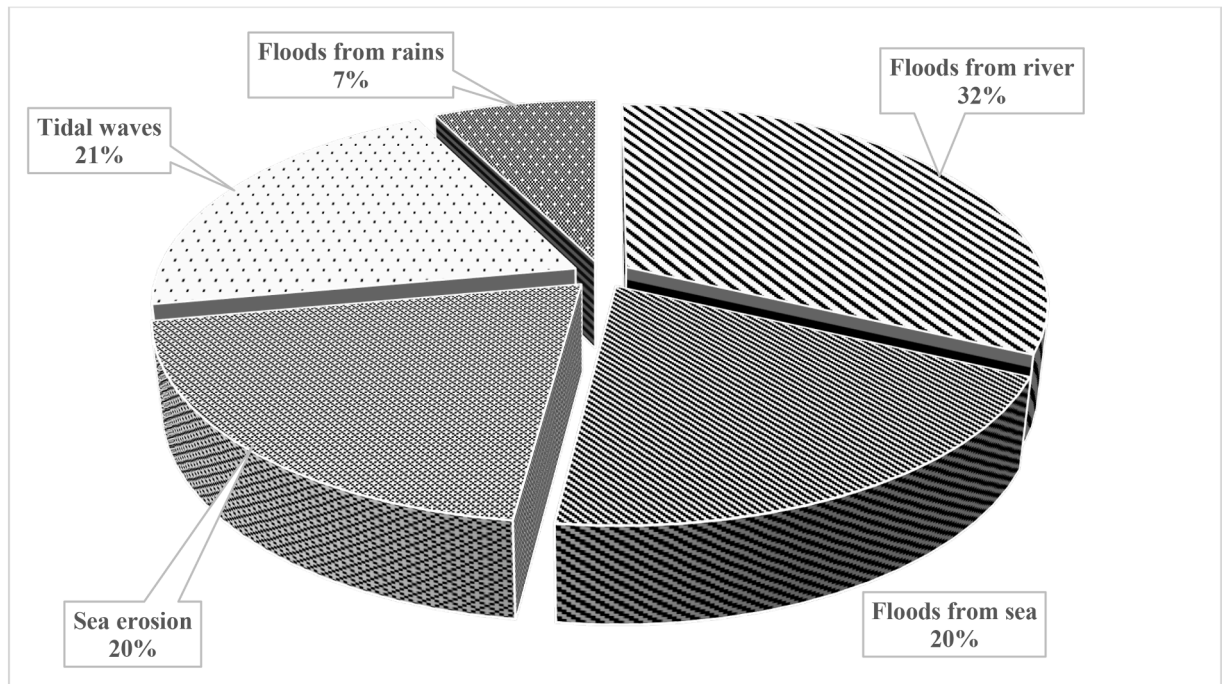 Floods from rains
7%
Floods from river
32%
Tidal waves
21%
Sea erosion
20%
Floods from sea
20%